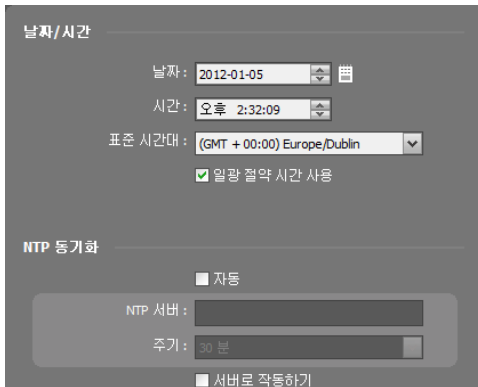 날짜/시간
날짜: 2012-01-05
시간: 오후 2:32:09
표준 시간대: (GMT + 00:00) Europe/Dublin
일광 절약 시간 사용
NTP 동기화
자동
NTP 서버:
주기: 30 분
서버로 작동하기